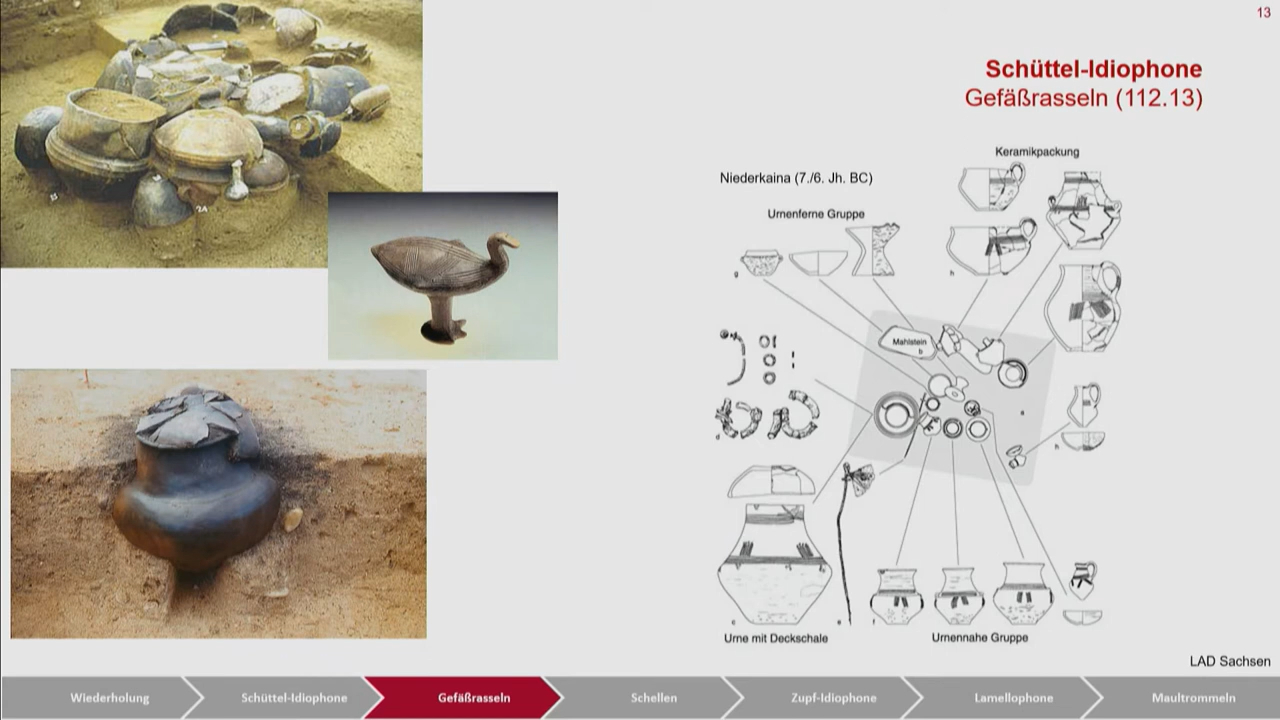 13
Schüttel-Idiophone
Gefäßrasseln (112.13)
Keramikpackung
Niederkaina (7./6. Jh. BC)
Urnenferne Gruppe
g
h
Mahlstein
b
a
d
h
c
e
f
Urne mit Deckschale
Urnennahe Gruppe
LAD Sachsen
Wiederholung
Schüttel-Idiophone
Gefäßrasseln
Schellen
Zupf-Idiophone
Lamellophone
Maultrommeln